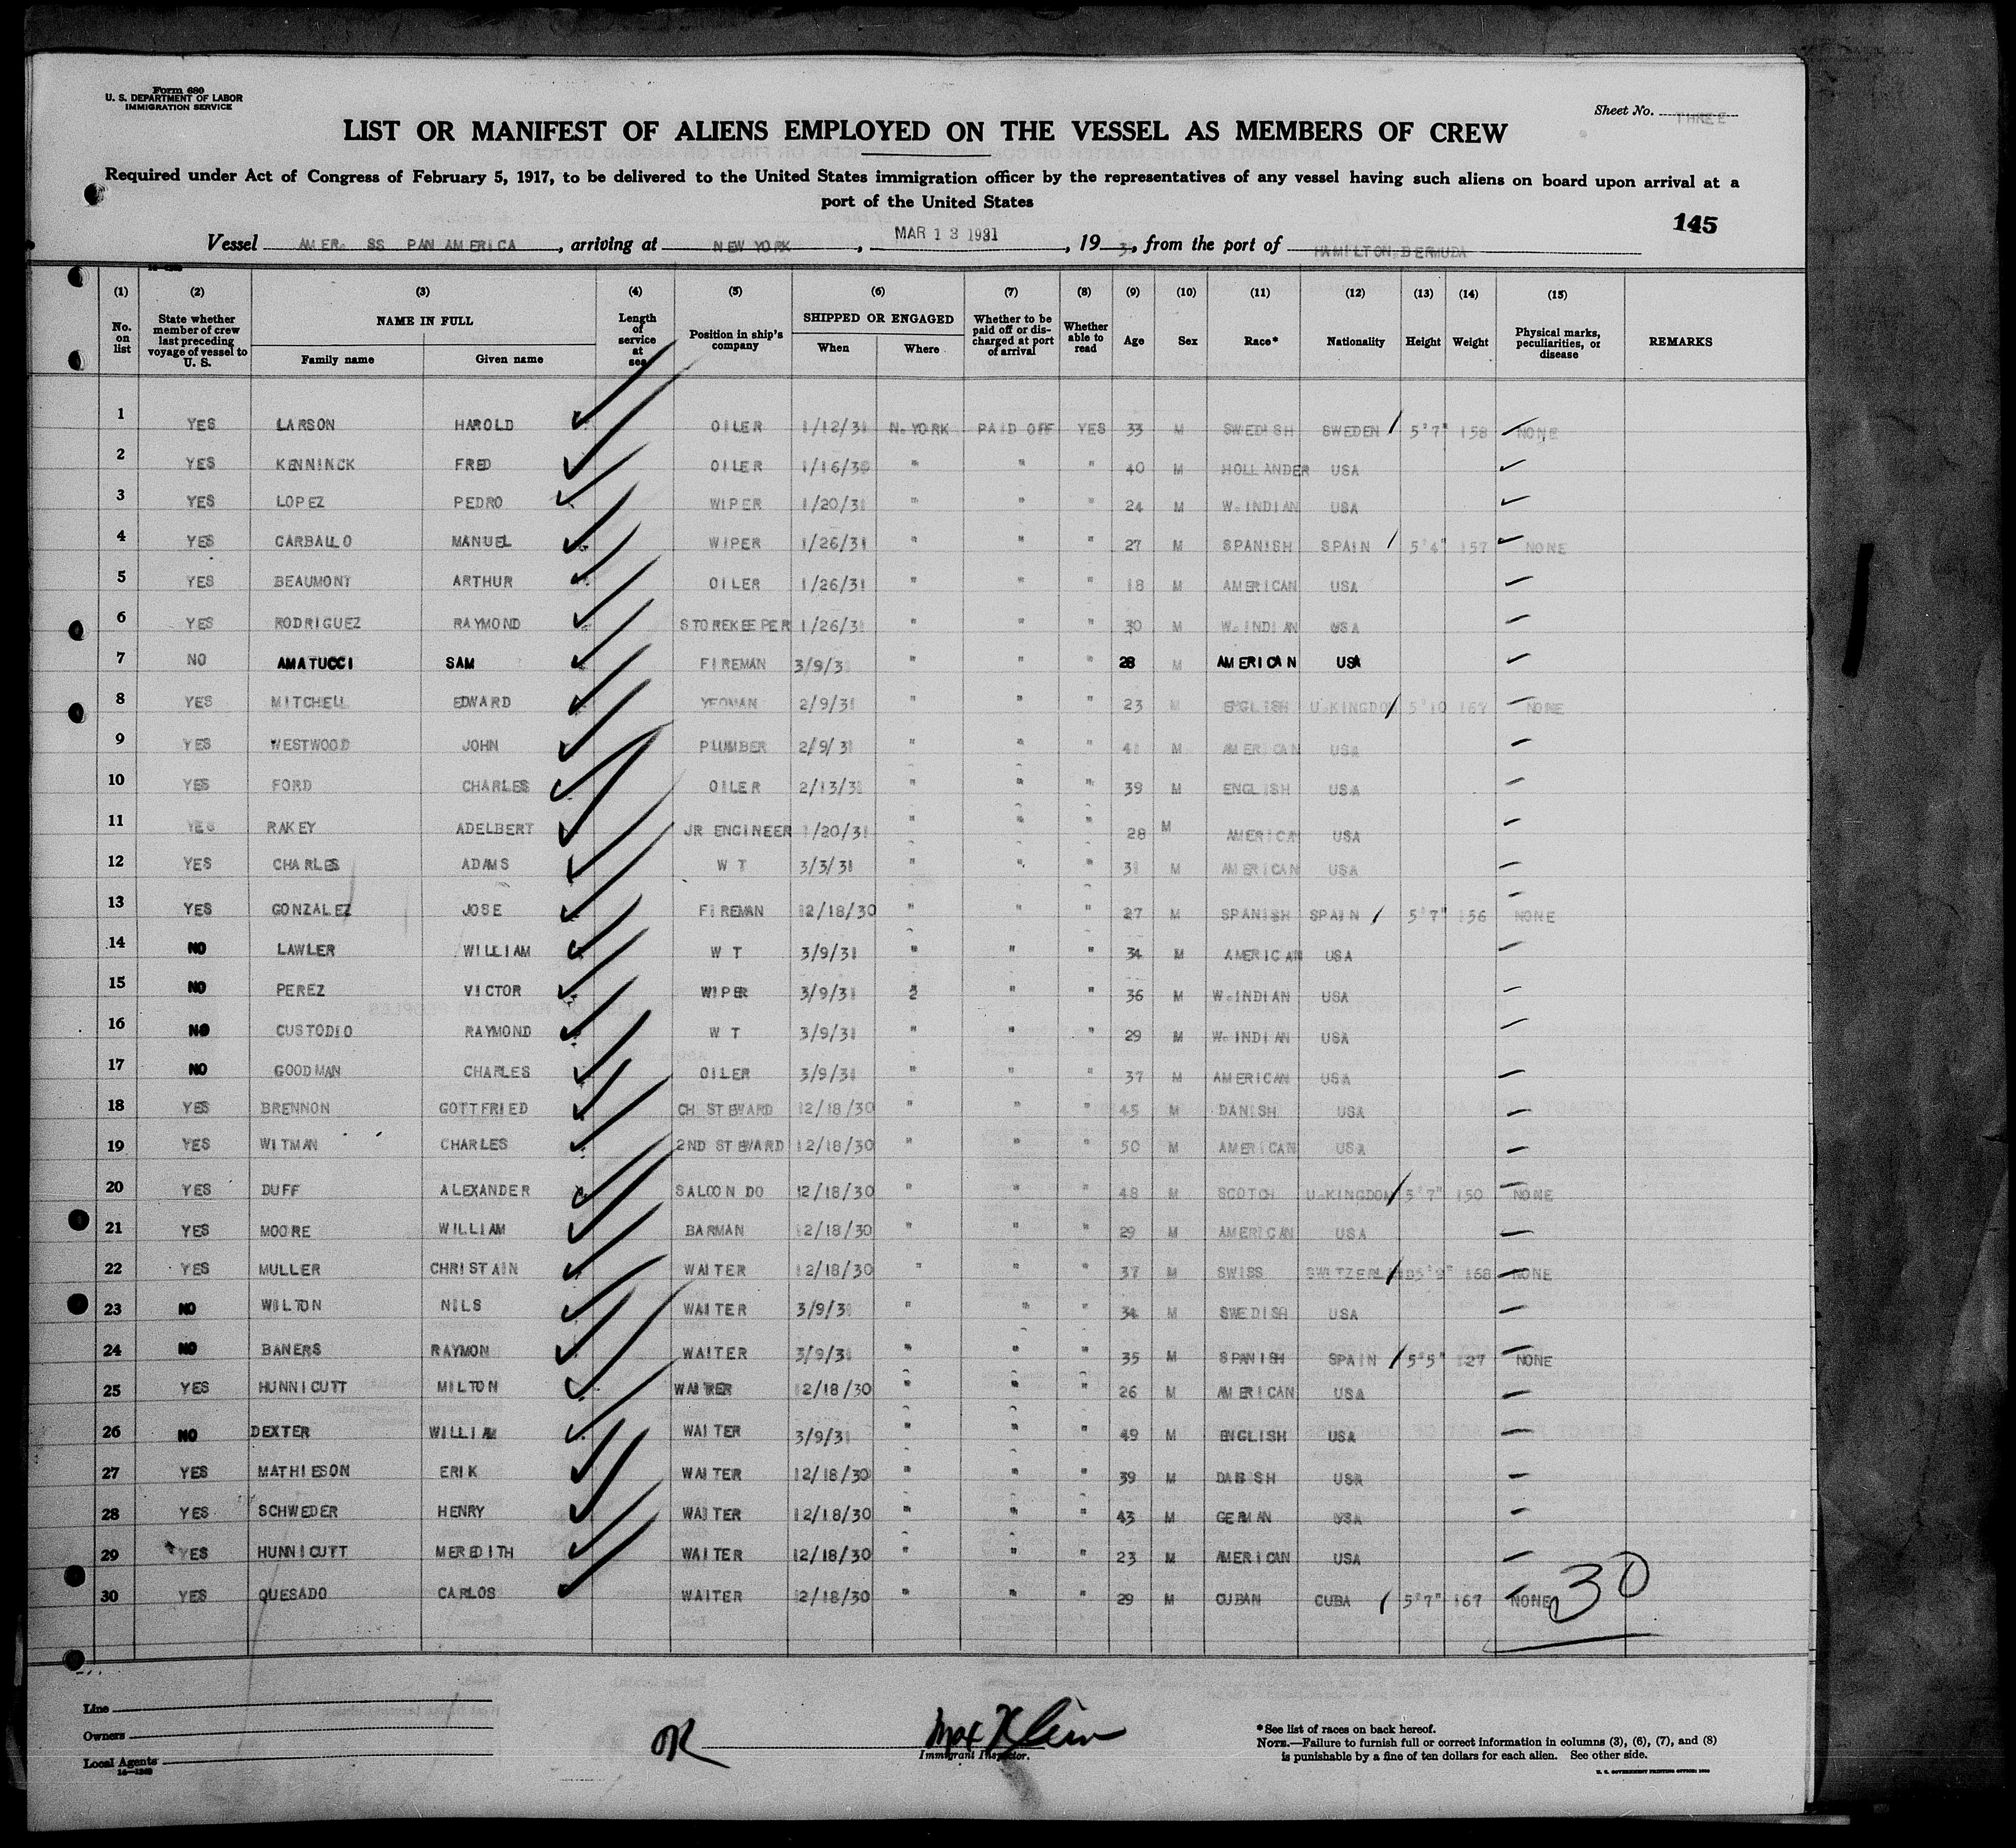 Form 680
U. S. DEPARTMENT OF LABOR
IMMIGRATION SERVICE
Sheet No. THREE
LIST OR MANIFEST OF ALIENS EMPLOYED ON THE VESSEL AS MEMBERS OF CREW
Required under Act of Congress of February 5, 1917, to be delivered to the United States immigration officer by the representatives of any vessel having such aliens on board upon arrival at a
port of the United States
145
Vessel AMER. SS PAN AMERICA, arriving at NEW YORK, MAR 13 1931, 193, from the port of HAMILTON, BERMUDA
(1) (2) (3) (4) (5) (6) (7) (8) (9) (10) (11) (12) (13) (14) (15)
No. on list State whether member of crew last preceding voyage of vessel to U. S. NAME IN FULL Family name Given name Length of service at sea Position in ship's company SHIPPED OR ENGAGED When Where Whether to be paid off or discharged at port of arrival Whether able to read Age Sex Race* Nationality Height Weight Physical marks, peculiarities, or disease REMARKS
1 YES LARSON HAROLD OILER 1/12/31 N.YORK PAID OFF YES 33 M SWEDISH SWEDEN 5'7" 158 NONE
2 YES KENNINCK FRED OILER 1/16/30 " " " 40 M HOLLANDER USA
3 YES LOPEZ PEDRO WIPER 1/20/31 " " " 24 M W.INDIAN USA
4 YES CARBALLO MANUEL WIPER 1/26/31 " " " 27 M SPANISH SPAIN 5'4" 157 NONE
5 YES BEAUMONT ARTHUR OILER 1/26/31 " " " 18 M AMERICAN USA
6 YES RODRIGUEZ RAYMOND STOREKEEPER 1/26/31 " " " 30 M W.INDIAN USA
7 NO AMATUCCI SAM FIREMAN 3/9/3 " " " 28 M AMERICAN USA
8 YES MITCHELL EDWARD YEOMAN 2/9/31 " " " 23 M ENGLISH U.KINGDOM 5'10 167 NONE
9 YES WESTWOOD JOHN PLUMBER 2/9/31 " " " 41 M AMERICAN USA
10 YES FORD CHARLES OILER 2/13/31 " " " 39 M ENGLISH USA
11 YES RAKEY ADELBERT JR ENGINEER 1/20/31 " " " 28 M AMERICAN USA
12 YES CHARLES ADAMS W T 3/3/31 " " " 31 M AMERICAN USA
13 YES GONZALEZ JOSE FIREMAN 12/18/30 " " " 27 M SPANISH SPAIN 5'7" 156 NONE
14 NO LAWLER WILLIAM W T 3/9/31 " " " 34 M AMERICAN USA
15 NO PEREZ VICTOR WIPER 3/9/31 2 " " 36 M W.INDIAN USA
16 NO CUSTODIO RAYMOND W T 3/9/31 " " " 29 M W.INDIAN USA
17 NO GOODMAN CHARLES OILER 3/9/31 " " " 37 M AMERICAN USA
18 YES BRENNON GOTTFRIED CH STEWARD 12/18/30 " " " 45 M DANISH USA
19 YES WITMAN CHARLES 2ND STEWARD 12/18/30 " " " 50 M AMERICAN USA
20 YES DUFF ALEXANDER SALOON DO 12/18/30 " " " 48 M SCOTCH U.KINGDOM 5'7" 150 NONE
21 YES MOORE WILLIAM BARMAN 12/18/30 " " " 29 M AMERICAN USA
22 YES MULLER CHRISTAIN WAITER 12/18/30 " " " 37 M SWISS SWITZERLAND 5'9" 168 NONE
23 NO WILTON NILS WAITER 3/9/31 " " " 34 M SWEDISH USA
24 NO BANERS RAYMON WAITER 3/9/31 " " " 35 M SPANISH SPAIN 5'5" 127 NONE
25 YES HUNNICUTT MILTON WAITER 12/18/30 " " " 26 M AMERICAN USA
26 NO DEXTER WILLIAM WAITER 3/9/31 " " " 49 M ENGLISH USA
27 YES MATHIESON ERIK WAITER 12/18/30 " " " 39 M DANISH USA
28 YES SCHWEDER HENRY WAITER 12/18/30 " " " 43 M GERMAN USA
29 YES HUNNICUTT MEREDITH WAITER 12/18/30 " " " 23 M AMERICAN USA
30 YES QUESADO CARLOS WAITER 12/18/30 " " " 29 M CUBAN CUBA 5'7" 167 NONE
30
Line
Owners
Local Agents
16—1268
OK Max Klein
Immigrant Inspector.
*See list of races on back hereof.
NOTE.—Failure to furnish full or correct information in columns (3), (6), (7), and (8)
is punishable by a fine of ten dollars for each alien. See other side.
U. S. GOVERNMENT PRINTING OFFICE: 1930